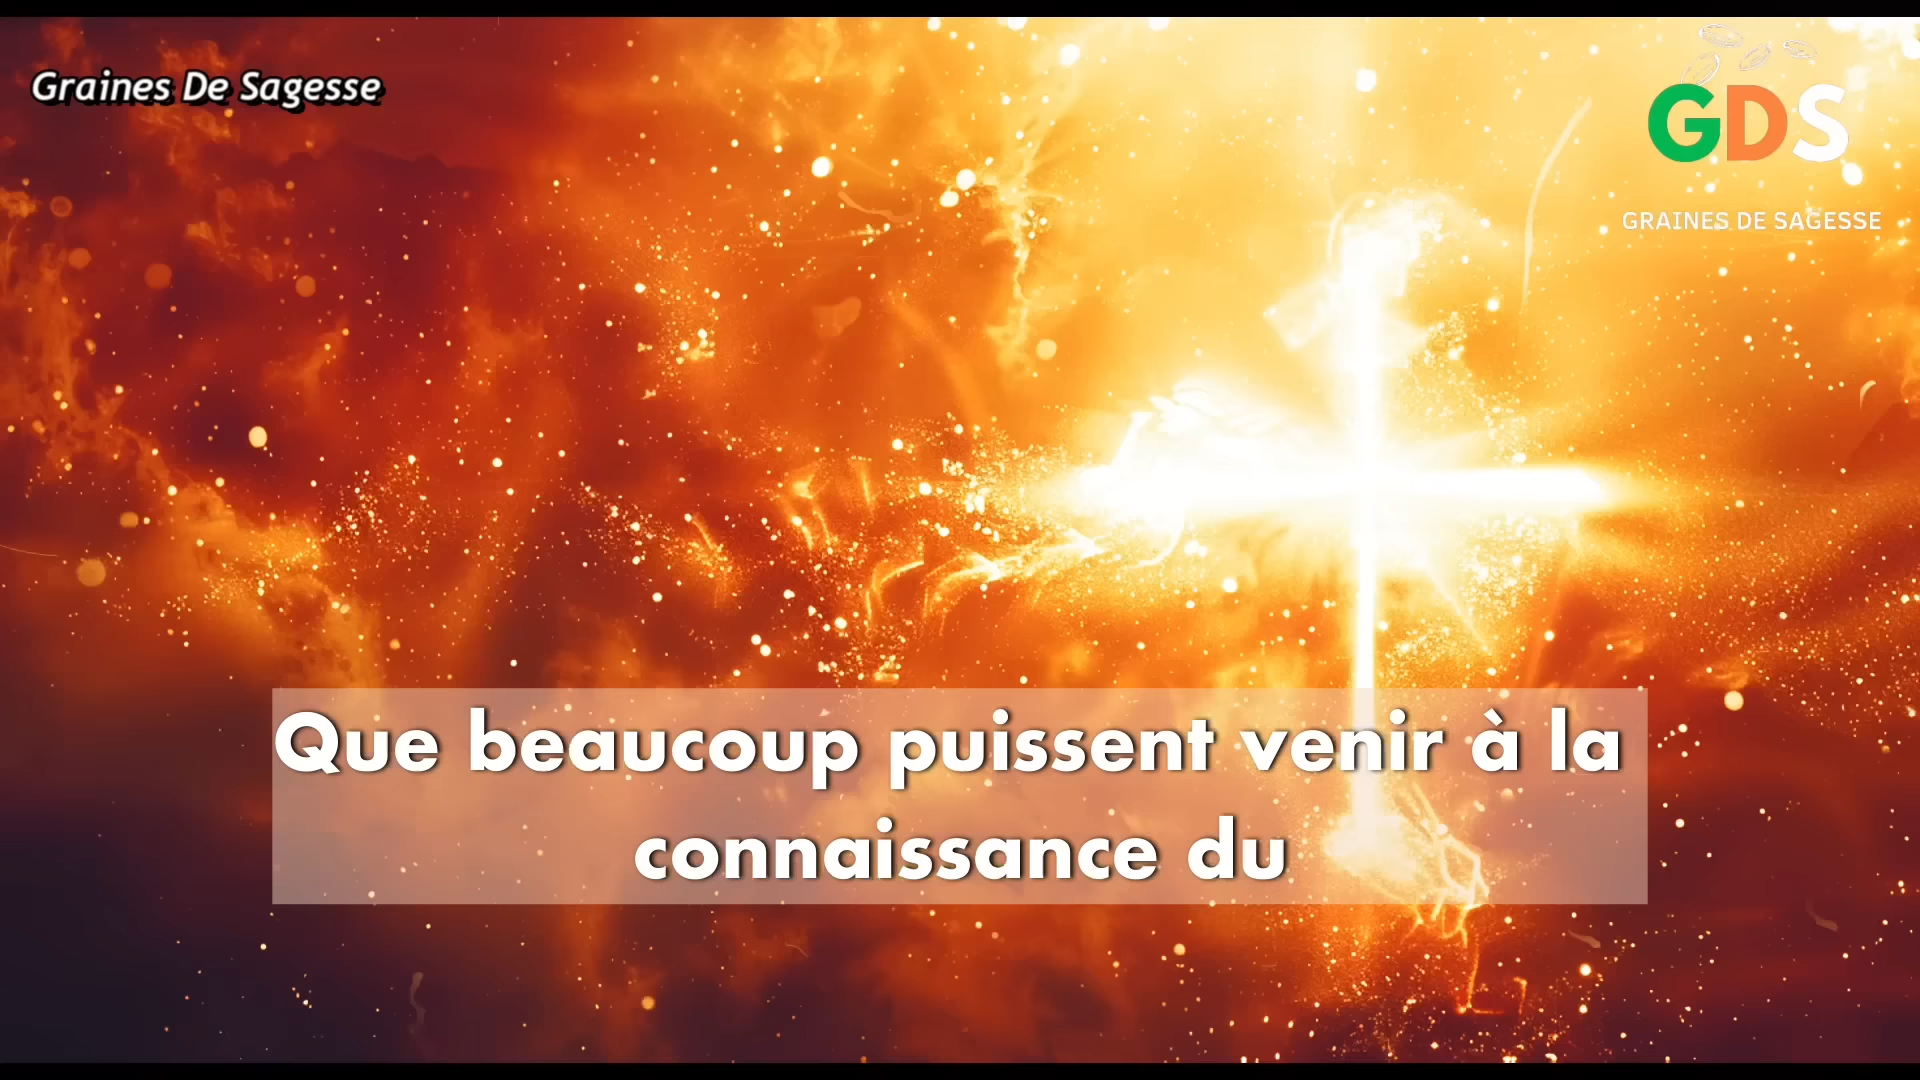 Graines De Sagesse
GDS
GRAINES DE SAGESSE
Que beaucoup puissent venir à la
connaissance du